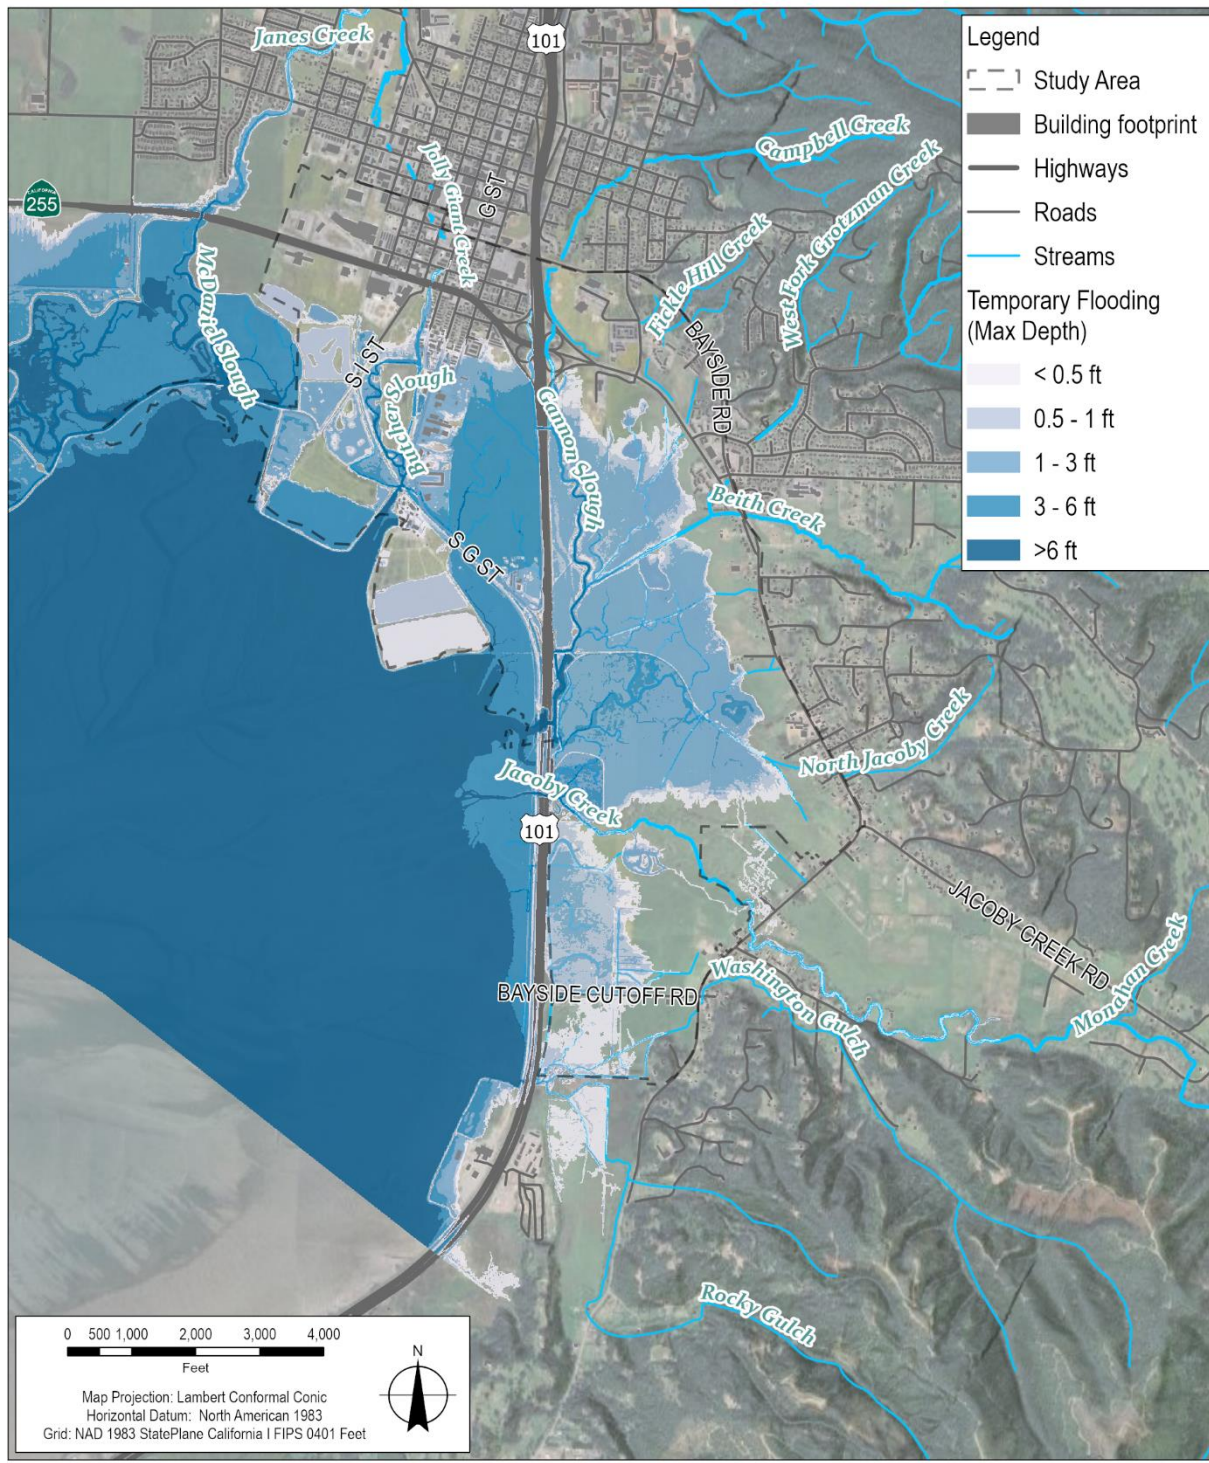 Janes Creek
101
Legend
Study Area
Building footprint
Highways
Roads
Streams
Temporary Flooding
(Max Depth)
< 0.5 ft
0.5 - 1 ft
1 - 3 ft
3 - 6 ft
>6 ft
Campbell Creek
Jolly Giant Creek
G ST
West Fork Grotzman Creek
CALIFORNIA
255
Fickle Hill Creek
McDaniel Slough
S I ST
BAYSIDE RD
Butchers Slough
Gannon Slough
Beith Creek
S G ST
North Jacoby Creek
Jacoby Creek
101
JACOBY CREEK RD
Mondhan Creek
Washington Gulch
BAYSIDE CUTOFF RD
Rocky Gulch
0 500 1,000 2,000 3,000 4,000
Feet
N
Map Projection: Lambert Conformal Conic
Horizontal Datum: North American 1983
Grid: NAD 1983 StatePlane California I FIPS 0401 Feet